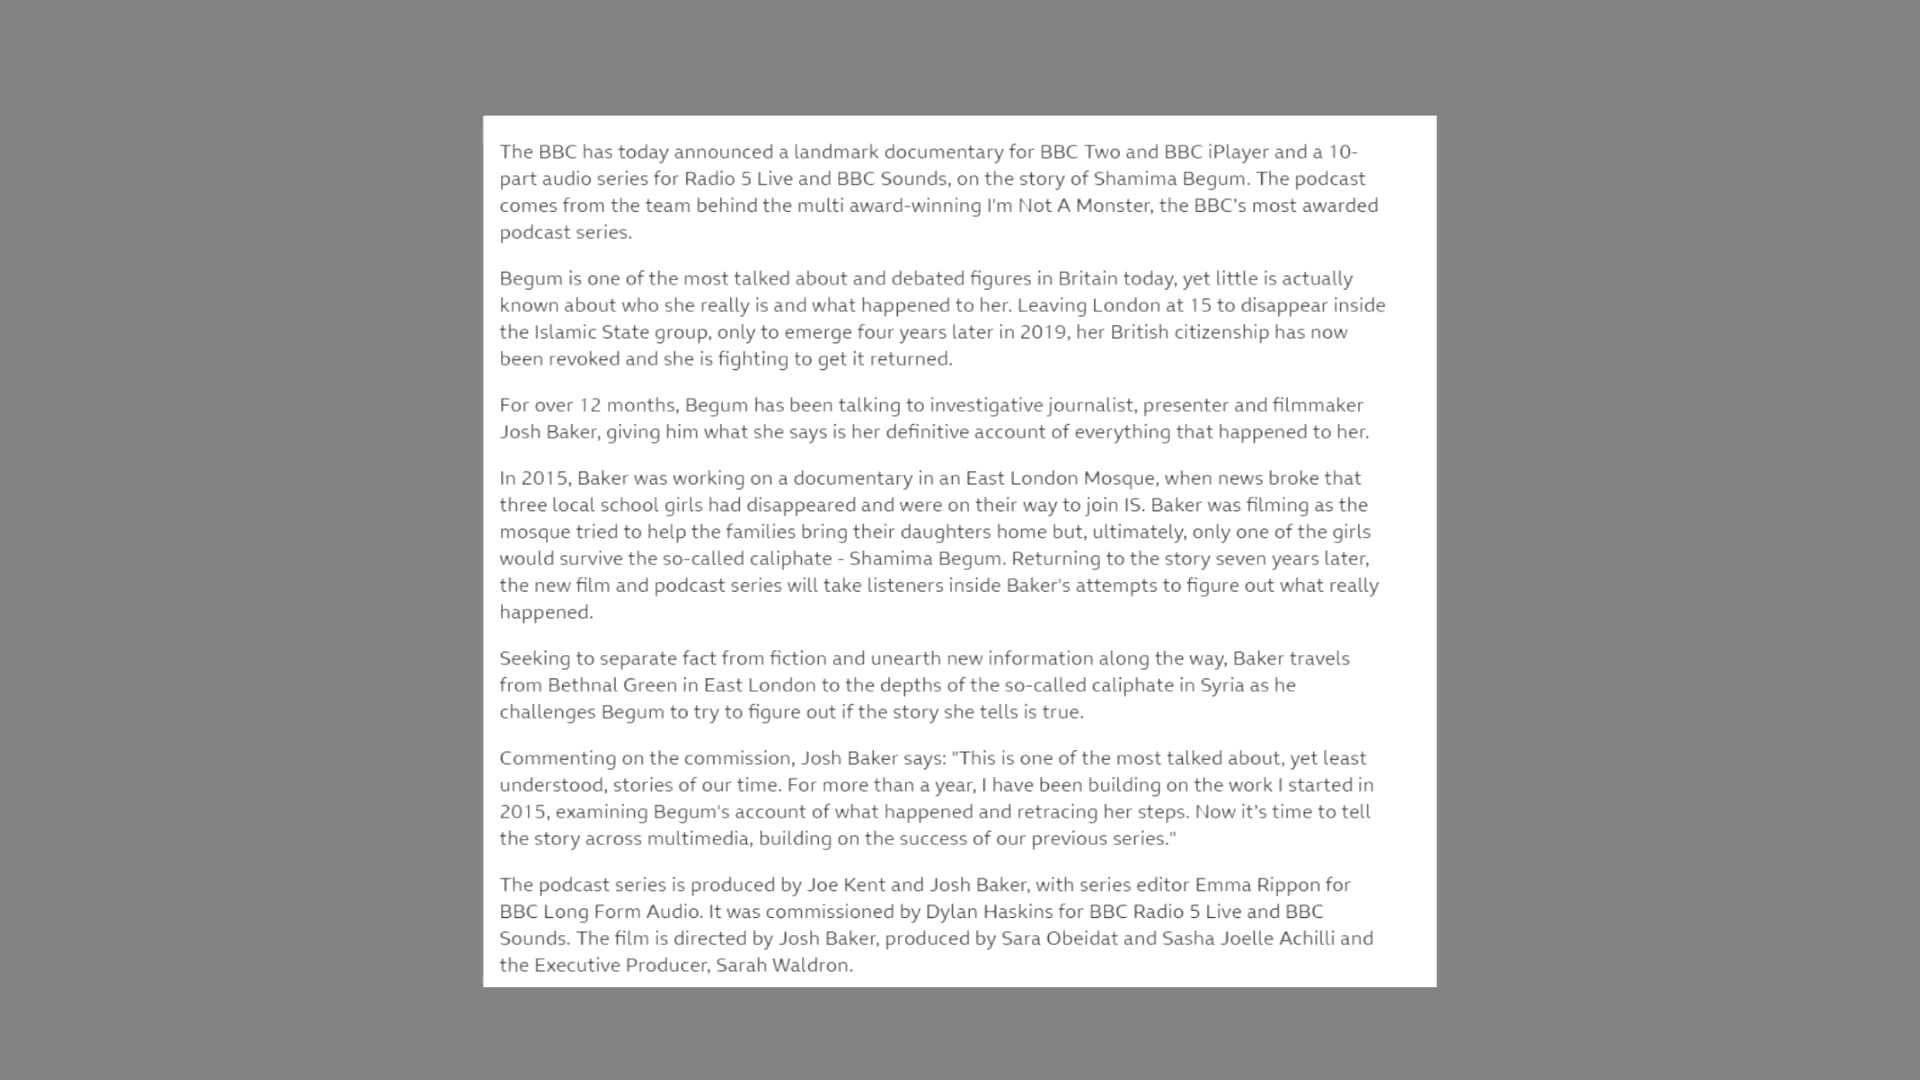 The BBC has today announced a landmark documentary for BBC Two and BBC iPlayer and a 10-
part audio series for Radio 5 Live and BBC Sounds, on the story of Shamima Begum. The podcast
comes from the team behind the multi award-winning I'm Not A Monster, the BBC’s most awarded
podcast series.
Begum is one of the most talked about and debated figures in Britain today, yet little is actually
known about who she really is and what happened to her. Leaving London at 15 to disappear inside
the Islamic State group, only to emerge four years later in 2019, her British citizenship has now
been revoked and she is fighting to get it returned.
For over 12 months, Begum has been talking to investigative journalist, presenter and filmmaker
Josh Baker, giving him what she says is her definitive account of everything that happened to her.
In 2015, Baker was working on a documentary in an East London Mosque, when news broke that
three local school girls had disappeared and were on their way to join IS. Baker was filming as the
mosque tried to help the families bring their daughters home but, ultimately, only one of the girls
would survive the so-called caliphate - Shamima Begum. Returning to the story seven years later,
the new film and podcast series will take listeners inside Baker's attempts to figure out what really
happened.
Seeking to separate fact from fiction and unearth new information along the way, Baker travels
from Bethnal Green in East London to the depths of the so-called caliphate in Syria as he
challenges Begum to try to figure out if the story she tells is true.
Commenting on the commission, Josh Baker says: "This is one of the most talked about, yet least
understood, stories of our time. For more than a year, I have been building on the work I started in
2015, examining Begum's account of what happened and retracing her steps. Now it’s time to tell
the story across multimedia, building on the success of our previous series."
The podcast series is produced by Joe Kent and Josh Baker, with series editor Emma Rippon for
BBC Long Form Audio. It was commissioned by Dylan Haskins for BBC Radio 5 Live and BBC
Sounds. The film is directed by Josh Baker, produced by Sara Obeidat and Sasha Joelle Achilli and
the Executive Producer, Sarah Waldron.